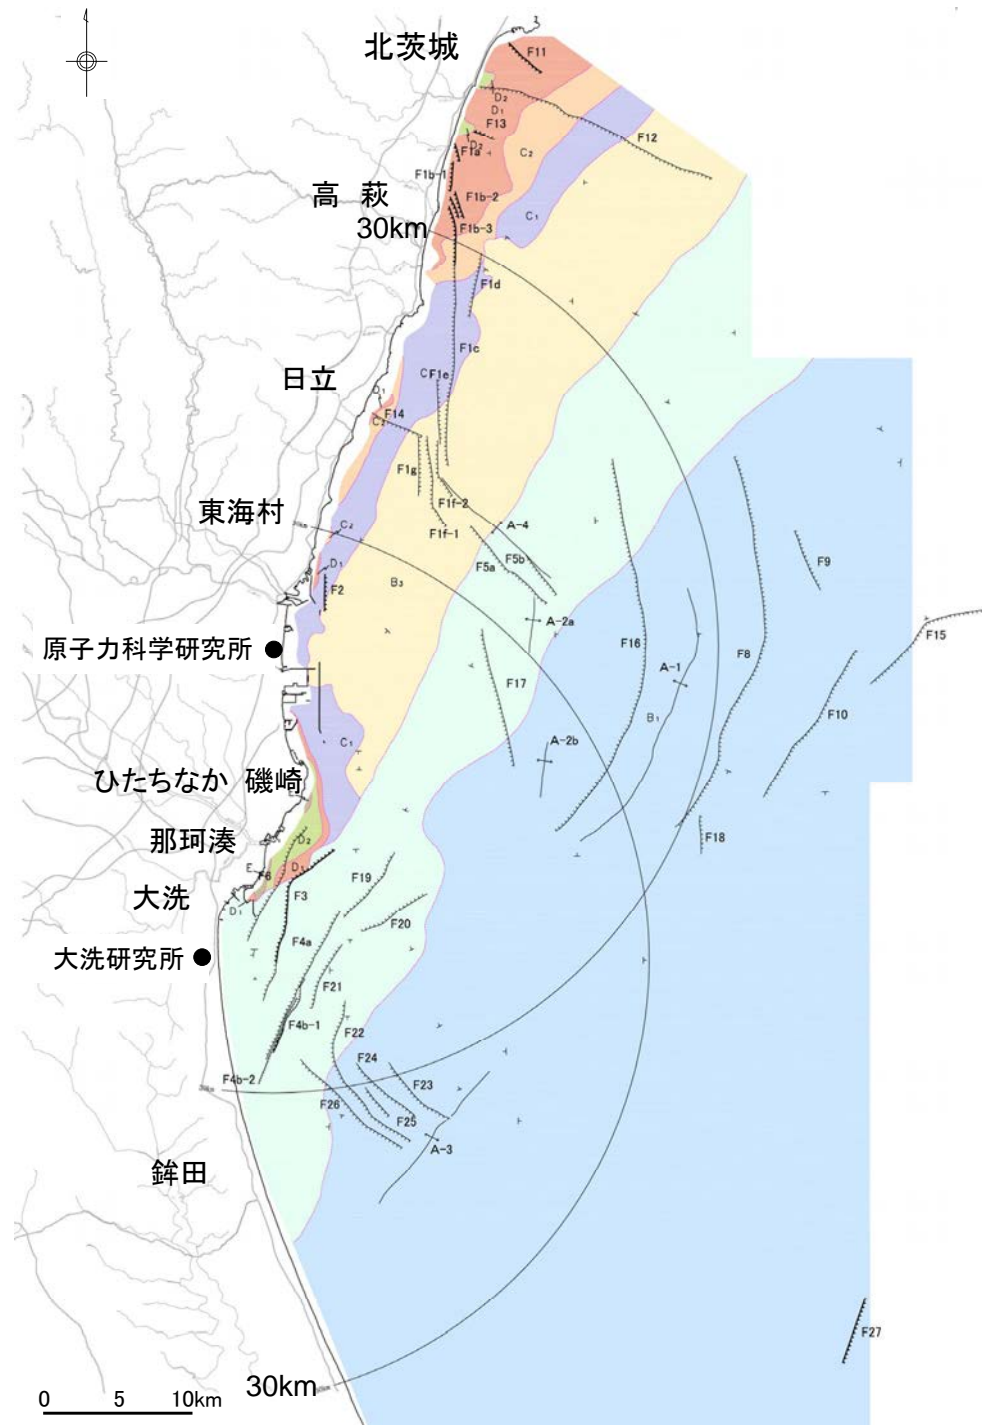 北茨城
F11
D₂
D₁
F13
D₂
F1a
F12
C₂
F1b-1
高 萩
F1b-2
C₁
30km
F1b-3
F1d
F1c
日立
F1e
D₁
F14
C₂
F1g
F1f-2
東海村
F1f-1
A-4
C₂
F5a
F5b
D₁
F9
B₃
F2
A-2a
F15
原子力科学研究所
F16
F8
A-1
F17
F10
B₁
A-2b
C₁
ひたちなか 磯崎
那珂湊
D₂
F18
E
F6
D₁
F19
大洗
F3
D₁
F20
F4a
大洗研究所
F21
F4b-1
F22
F24
F4b-2
F23
F26
F25
A-3
鉾田
F27
30km
0 5 10km